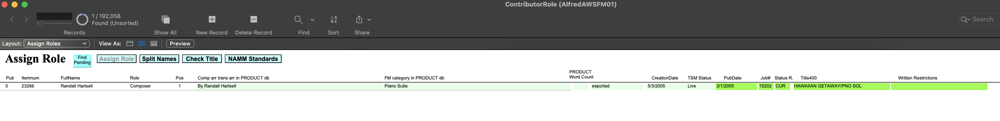 ContributorRole (AlfredAWSFM01)
1 / 192,058
Found (Unsorted)
Records
Show All
New Record
Delete Record
Find
Sort
Share
Search
Layout: Assign Roles
View As:
Preview
Assign Role
Find
Pending
Assign Role
Split Names
Check Title
NAMM Standards
PRODUCT
Word Count
Pub Itemnum FullName Role Pos Comp arr trans arr in PRODUCT db FM category in PRODUCT db CreationDate TSM Status PubDate Job# Status R. Title400 Written Restrictions
0 23266 Randall Hartsell Composer 1 By Randall Hartsell Piano Suite exported 5/3/2005 Live 3/1/2005 15202 CUR HAWAIIAN GETAWAY/PNO SOL